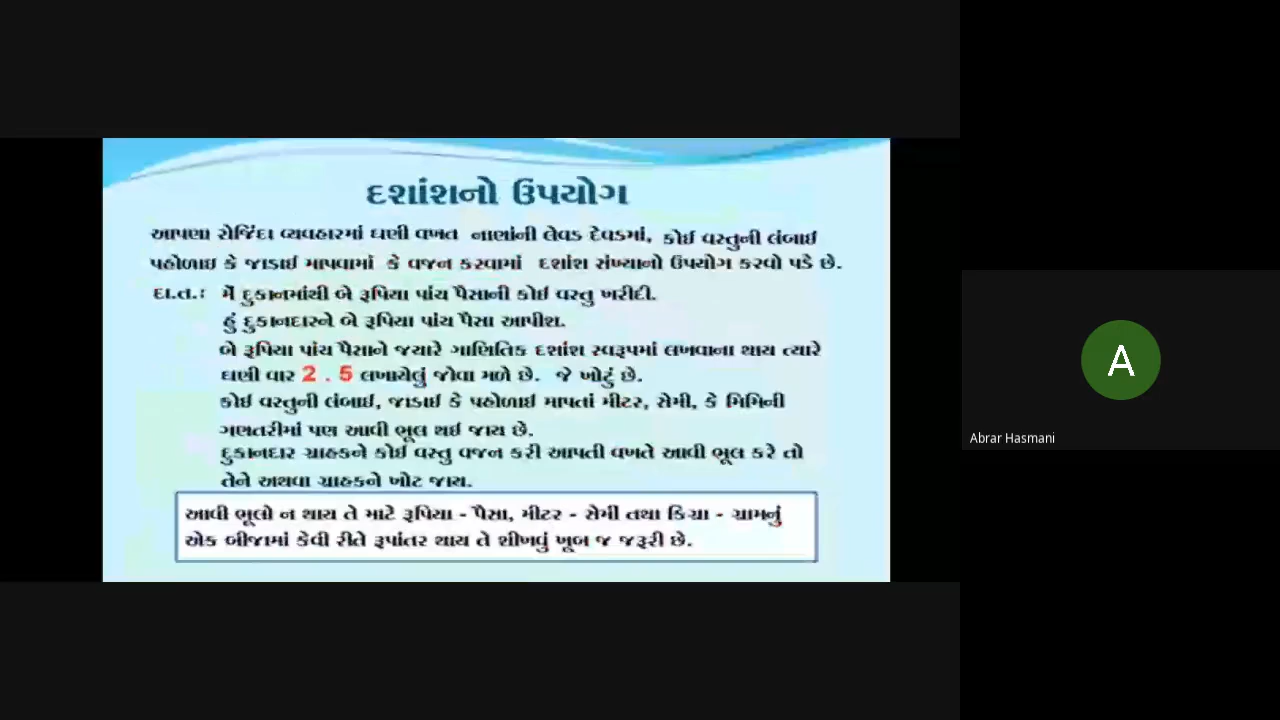 દશાંશનો ઉપયોગ
આપણા રોજિંદા વ્યવહારમાં ઘણી વખત નાણાંની લેવડ દેવડમાં, કોઈ વસ્તુની લંબાઈ
પહોળાઇ કે જાડાઈ માપવામાં કે વજન કરવામાં દશાંશ સંખ્યાનો ઉપયોગ કરવો પડે છે.
દા.ત.: મેં દુકાનમાંથી બે રૂપિયા પાંચ પૈસાની કોઈ વસ્તુ ખરીદી.
હું દુકાનદારને બે રૂપિયા પાંચ પૈસા આપીશ.
બે રૂપિયા પાંચ પૈસાને જયારે ગાણિતિક દશાંશ સ્વરૂપમાં લખવાના થાય ત્યારે
ઘણી વાર 2 . 5 લખાયેલું જોવા મળે છે. જે ખોટું છે.
કોઈ વસ્તુની લંબાઈ, જાડાઈ કે પહોળાઈ માપતાં મીટર, સેમી, કે મિમિની
ગણતરીમાં પણ આવી ભૂલ થઈ જાય છે.
દુકાનદાર ગ્રાહકને કોઈ વસ્તુ વજન કરી આપતી વખતે આવી ભૂલ કરે તો
તેને અથવા ગ્રાહકને ખોટ જાય.
આવી ભૂલો ન થાય તે માટે રૂપિયા - પૈસા, મીટર - સેમી તથા કિગ્રા - ગ્રામનું
એક બીજામાં કેવી રીતે રૂપાંતર થાય તે શીખવું ખૂબ જ જરૂરી છે.
A
Abrar Hasmani